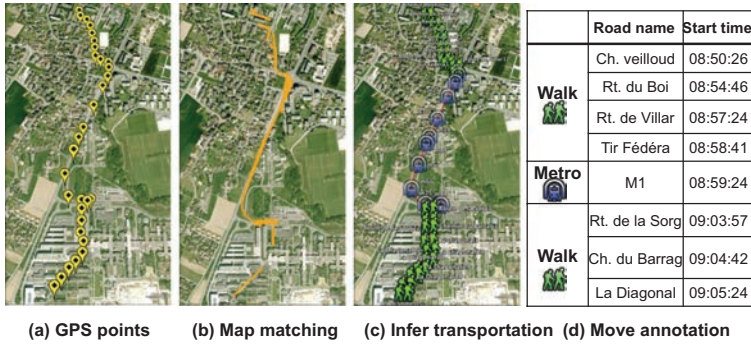 Road name Start time
Walk
Ch. veilloud 08:50:26
Rt. du Boi 08:54:46
Rt. de Villar 08:57:24
Tir Fédéra 08:58:41
Metro M1 08:59:24
Walk
Rt. de la Sorg 09:03:57
Ch. du Barrag 09:04:42
La Diagonal 09:05:24
(a) GPS points (b) Map matching (c) Infer transportation (d) Move annotation